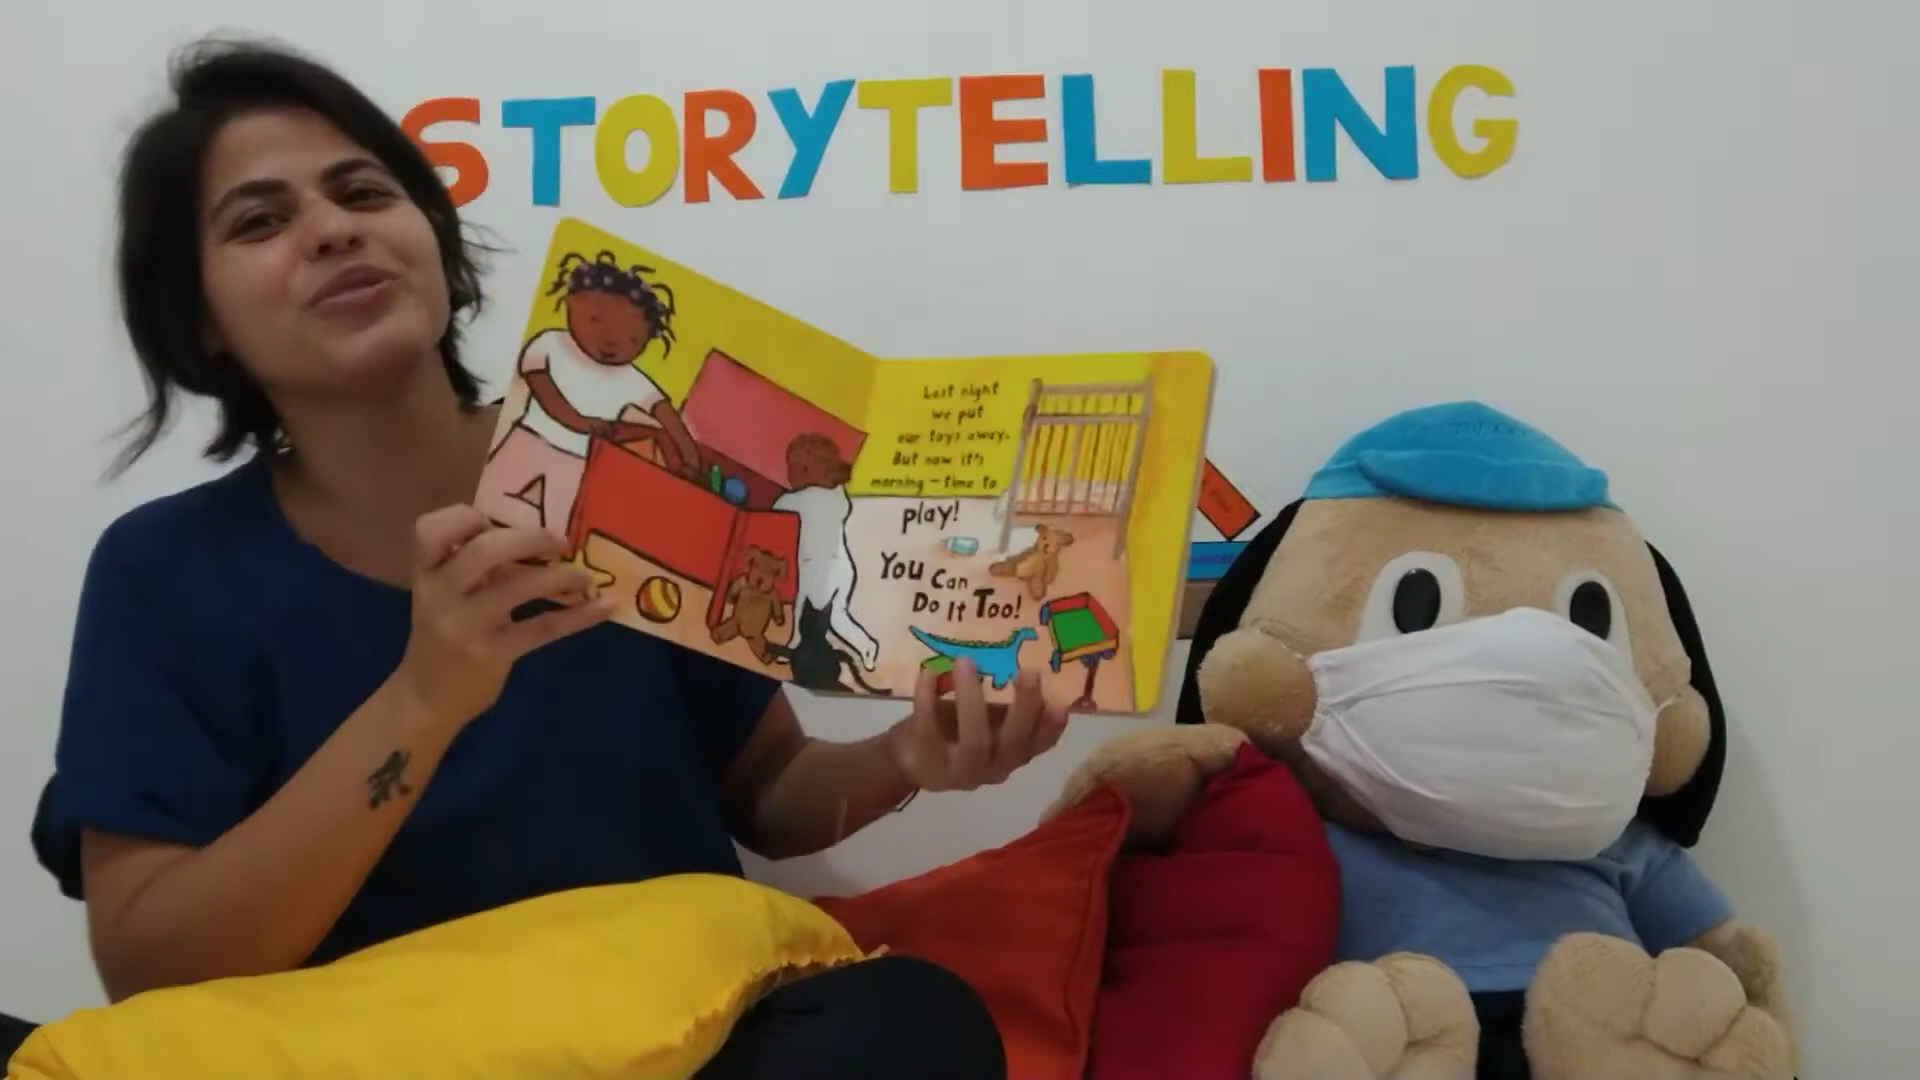 STORYTELLING
Last night
we put
our toys away.
But now it's
morning – time to
play!
You Can
Do It Too!